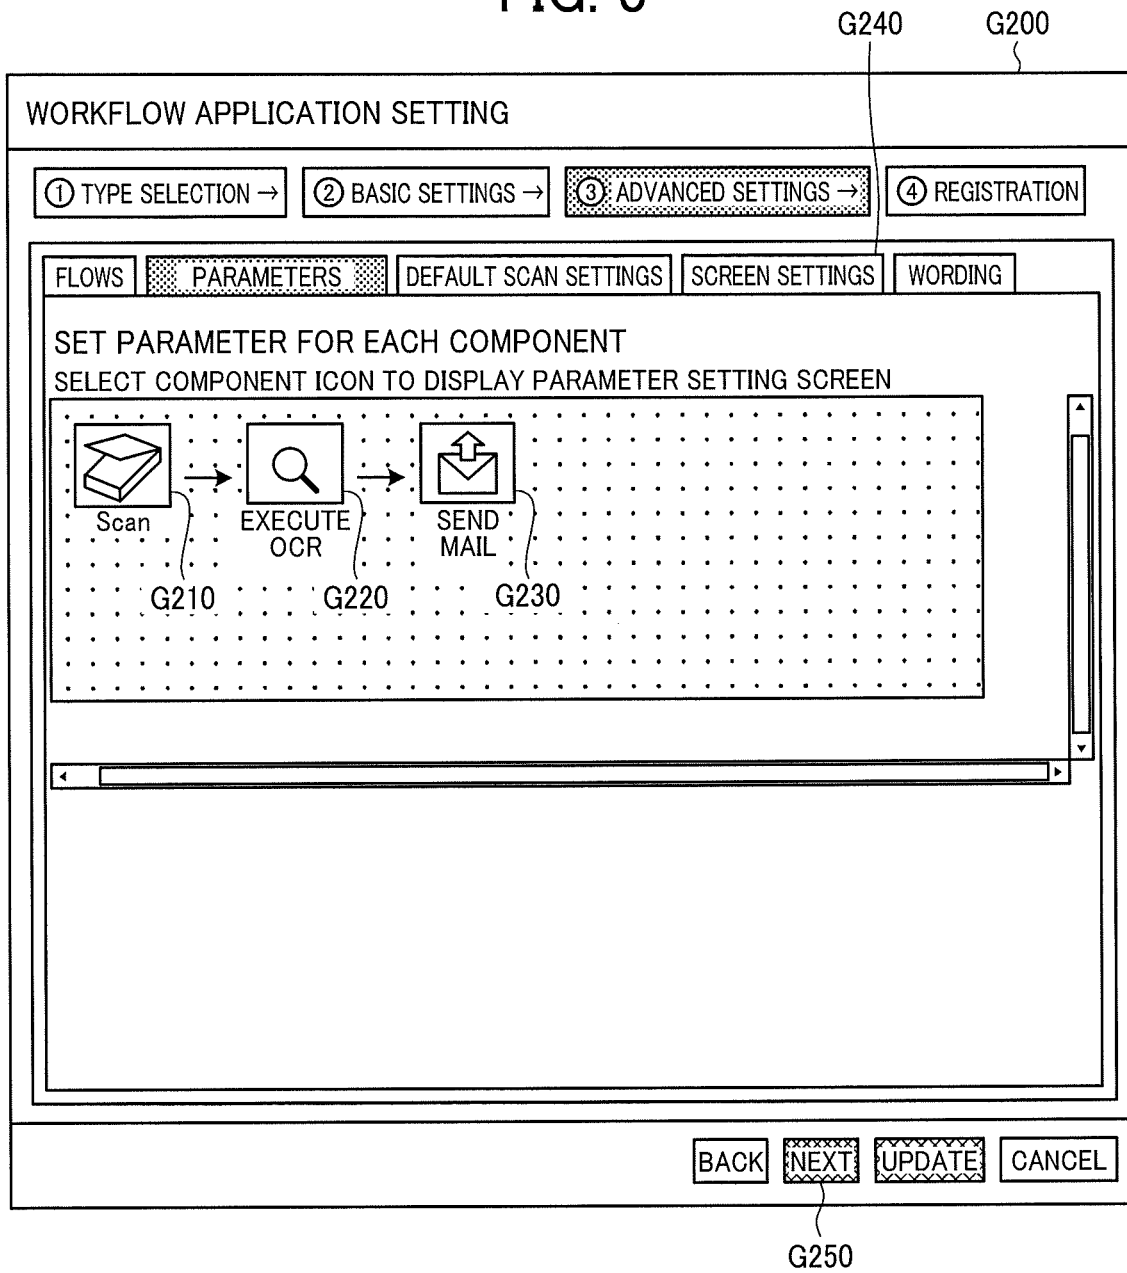 G240 G200
WORKFLOW APPLICATION SETTING
① TYPE SELECTION → ② BASIC SETTINGS → ③ ADVANCED SETTINGS → ④ REGISTRATION
FLOWS PARAMETERS DEFAULT SCAN SETTINGS SCREEN SETTINGS WORDING
SET PARAMETER FOR EACH COMPONENT
SELECT COMPONENT ICON TO DISPLAY PARAMETER SETTING SCREEN
Scan
EXECUTE
OCR
SEND
MAIL
G210 G220 G230
BACK NEXT UPDATE CANCEL
G250